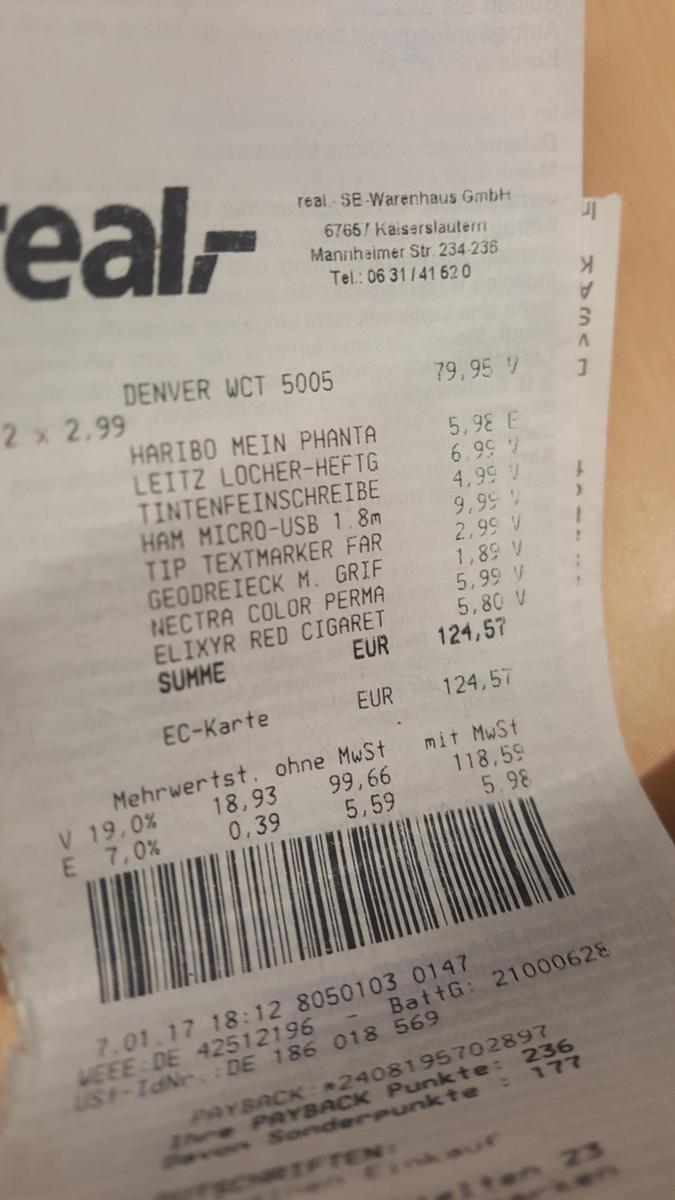 real,-
real,- SB-Warenhaus GmbH
67657 Kaiserslautern
Mannheimer Str. 234-236
Tel.: 06 31 / 41 62 0
DENVER WCT 5005 79,95 V
2 x 2,99
HARIBO MEIN PHANTA 5,98 E
LEITZ LOCHER-HEFTG 6,99 V
TINTENFEINSCHREIBE 4,99 V
HAM MICRO-USB 1.8m 9,99 V
TIP TEXTMARKER FAR 2,99 V
GEODREIECK M. GRIF 1,89 V
NECTRA COLOR PERMA 5,99 V
ELIXYR RED CIGARET 5,80 V
SUMME EUR 124,57
EC-Karte EUR 124,57
Mehrwertst. ohne MwSt mit MwSt
V 19,0% 18,93 99,66 118,59
E 7,0% 0,39 5,59 5,98
7.01.17 18:12 8050103 0147
WEEE:DE 42512196 - BattG: 21000628
USt-IdNr.:DE 186 018 569
PAYBACK:*2408195702897
Ihre PAYBACK Punkte: 236
Davon Sonderpunkte : 177
GUTSCHRIFTEN:
Einkauf
23